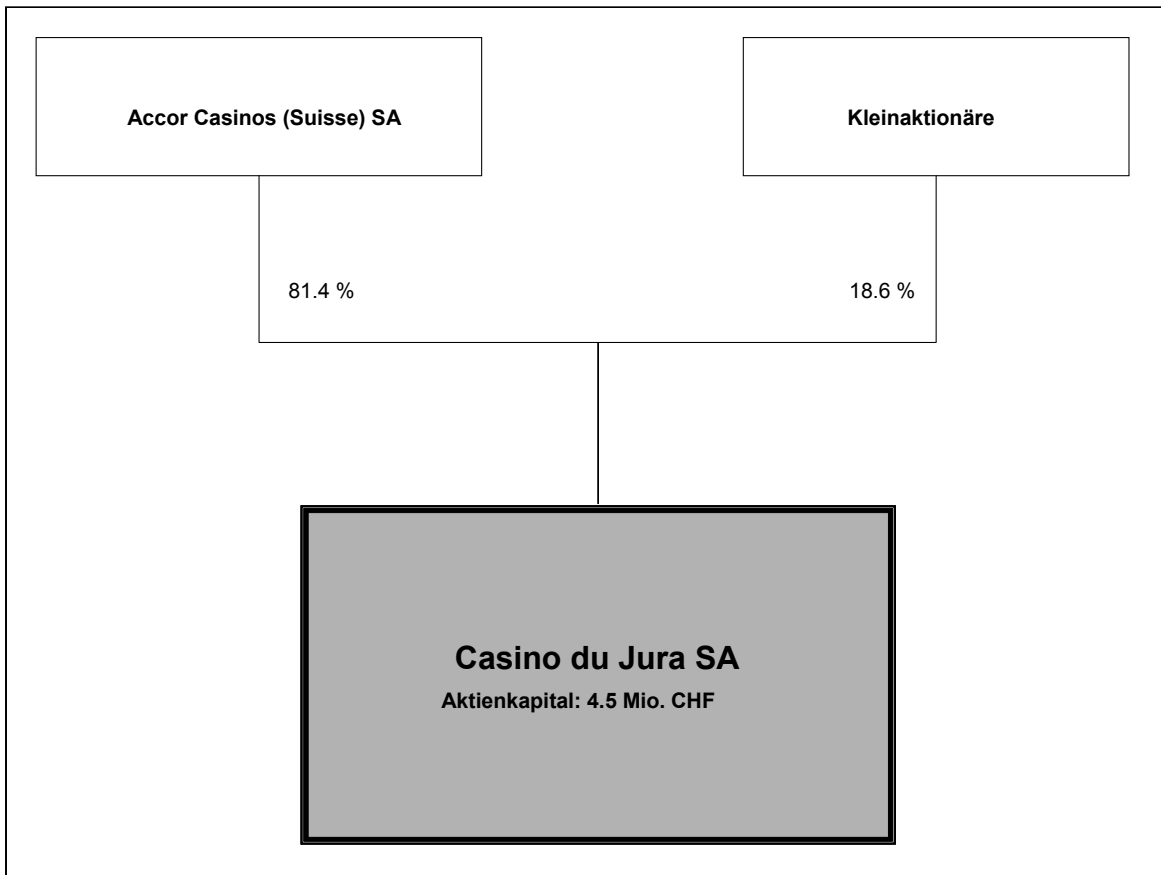 Accor Casinos (Suisse) SA
Kleinaktionäre
81.4 %
18.6 %
Casino du Jura SA
Aktienkapital: 4.5 Mio. CHF